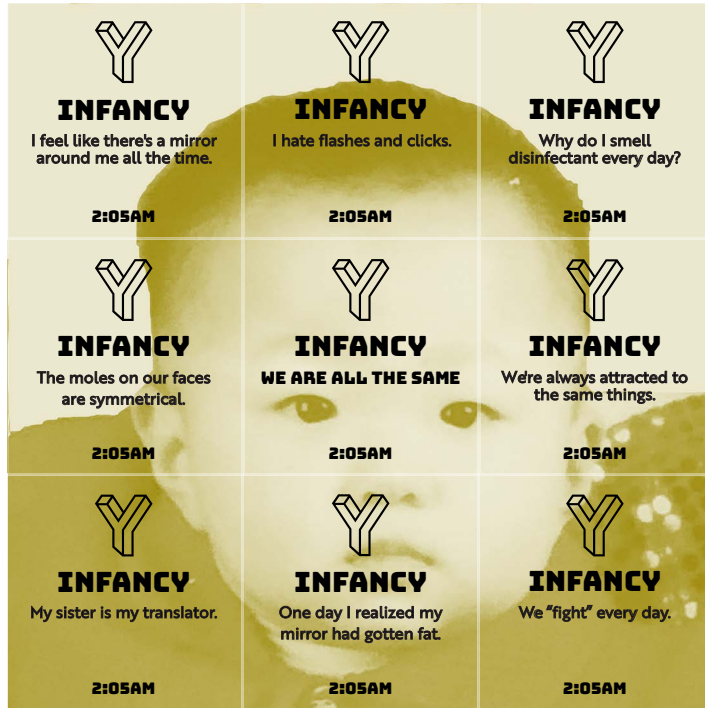 Y
INFANCY
I feel like there's a mirror
around me all the time.
2:05AM
Y
INFANCY
I hate flashes and clicks.
2:05AM
Y
INFANCY
Why do I smell
disinfectant every day?
2:05AM
Y
INFANCY
The moles on our faces
are symmetrical.
2:05AM
Y
INFANCY
WE ARE ALL THE SAME
2:05AM
Y
INFANCY
We're always attracted to
the same things.
2:05AM
Y
INFANCY
My sister is my translator.
2:05AM
Y
INFANCY
One day I realized my
mirror had gotten fat.
2:05AM
Y
INFANCY
We “fight” every day.
2:05AM